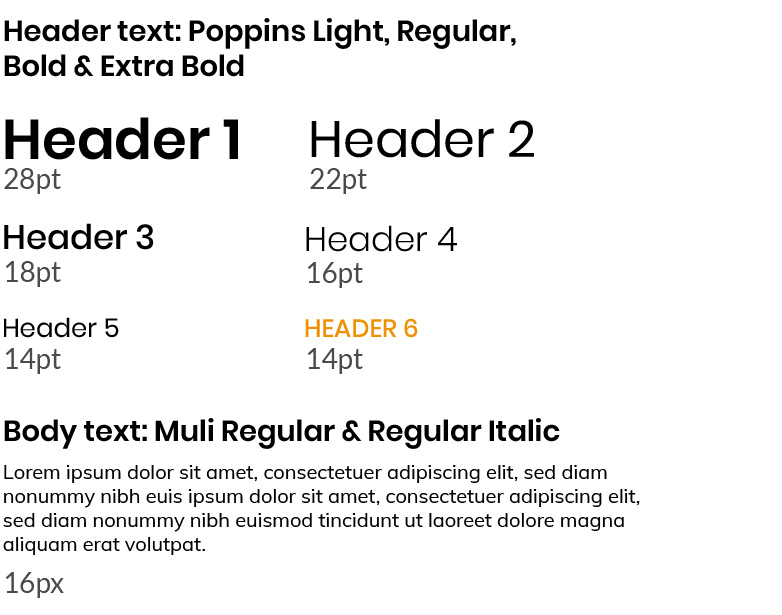 Header text: Poppins Light, Regular,
Bold & Extra Bold
Header 1
Header 2
28pt
22pt
Header 3
Header 4
18pt
16pt
Header 5
HEADER 6
14pt
14pt
Body text: Muli Regular & Regular Italic
Lorem ipsum dolor sit amet, consectetuer adipiscing elit, sed diam
nonummy nibh euis ipsum dolor sit amet, consectetuer adipiscing elit,
sed diam nonummy nibh euismod tincidunt ut laoreet dolore magna
aliquam erat volutpat.
16px